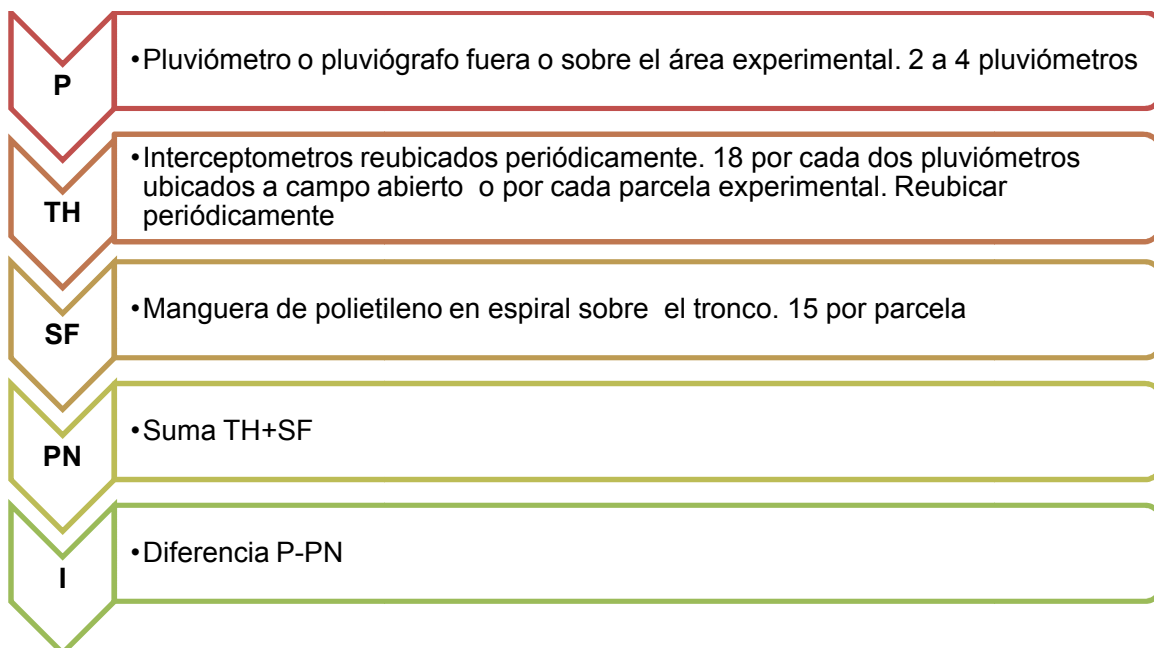 P
•Pluviómetro o pluviógrafo fuera o sobre el área experimental. 2 a 4 pluviómetros
TH
•Interceptometros reubicados periódicamente. 18 por cada dos pluviómetros
ubicados a campo abierto o por cada parcela experimental. Reubicar
periódicamente
SF
•Manguera de polietileno en espiral sobre el tronco. 15 por parcela
PN
•Suma TH+SF
I
•Diferencia P-PN